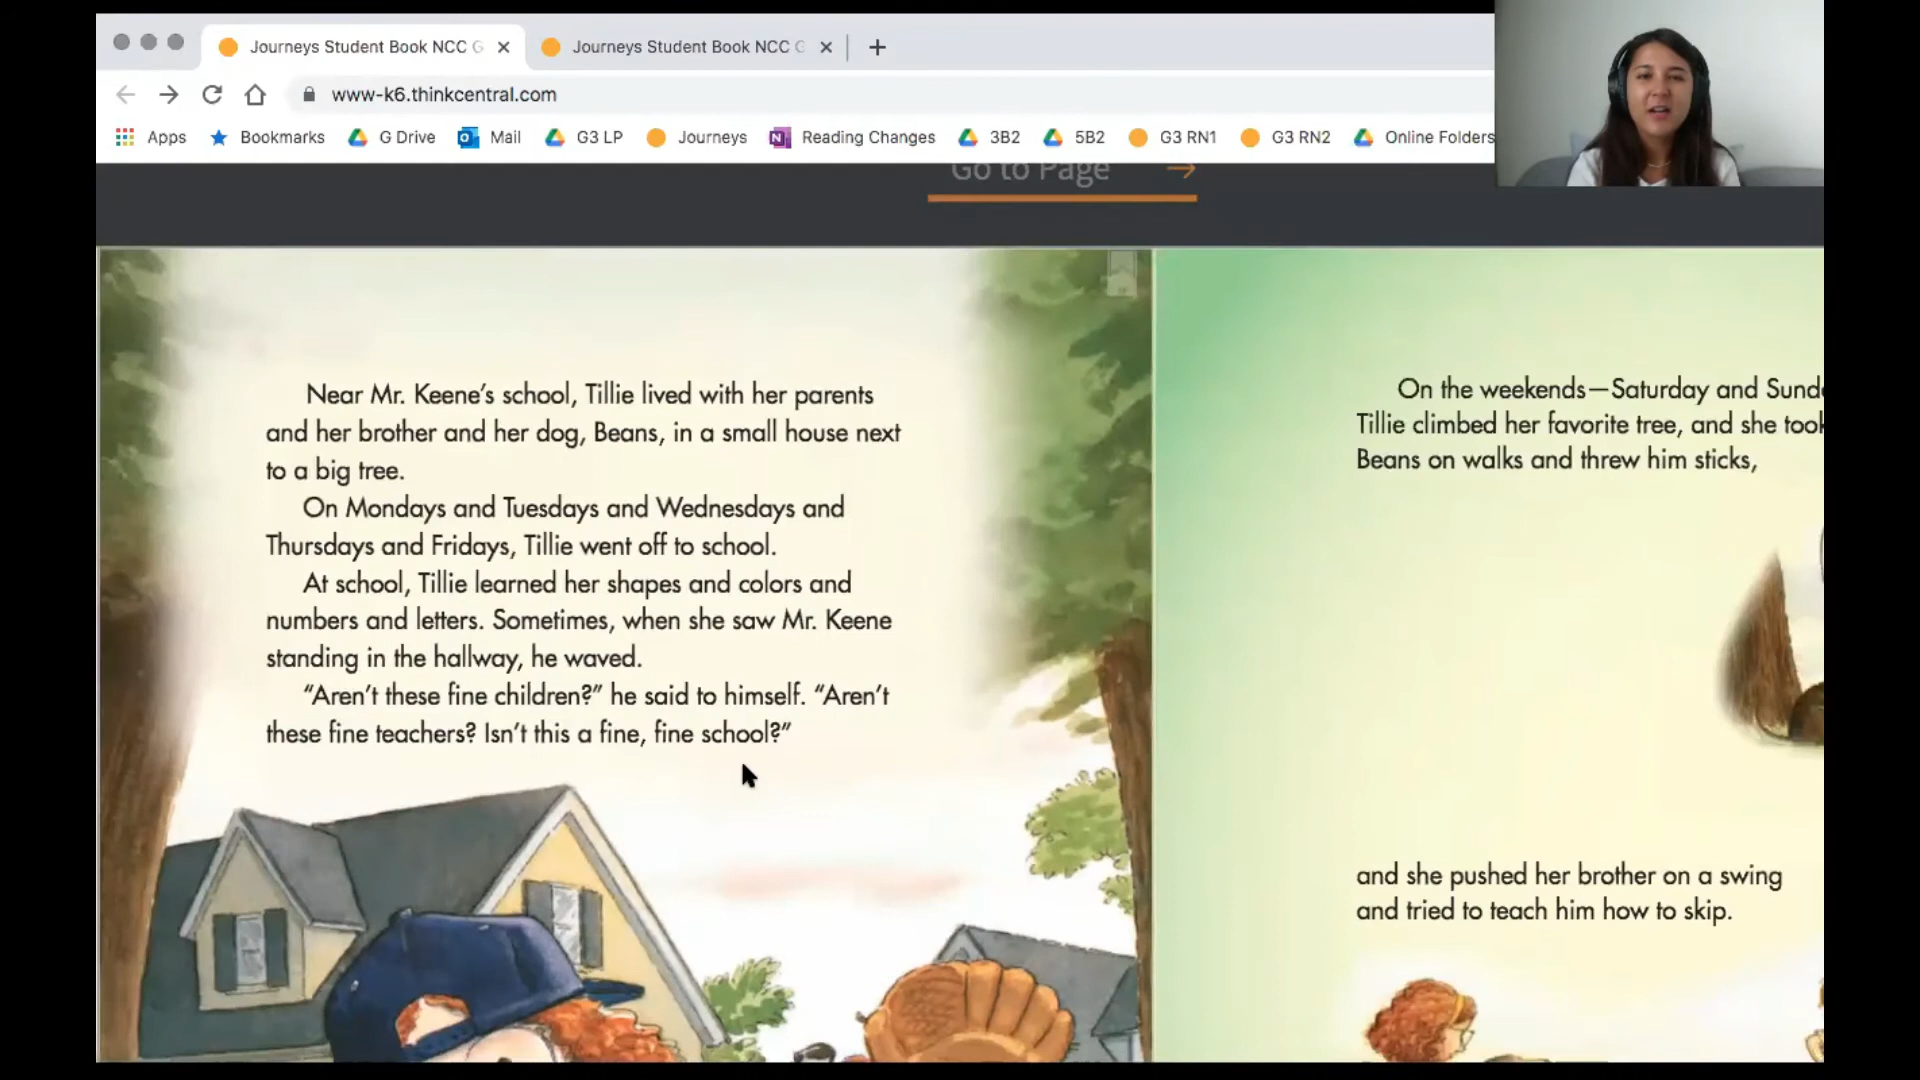 Journeys Student Book NCC G
Journeys Student Book NCC G
www-k6.thinkcentral.com
Apps Bookmarks G Drive Mail G3 LP Journeys Reading Changes 3B2 5B2 G3 RN1 G3 RN2 Online Folders
Go to Page
Near Mr. Keene's school, Tillie lived with her parents
and her brother and her dog, Beans, in a small house next
to a big tree.
On Mondays and Tuesdays and Wednesdays and
Thursdays and Fridays, Tillie went off to school.
At school, Tillie learned her shapes and colors and
numbers and letters. Sometimes, when she saw Mr. Keene
standing in the hallway, he waved.
“Aren't these fine children?” he said to himself. “Aren't
these fine teachers? Isn't this a fine, fine school?”
On the weekends—Saturday and
Tillie climbed her favorite tree, and she took
Beans on walks and threw him sticks,
and she pushed her brother on a swing
and tried to teach him how to skip.